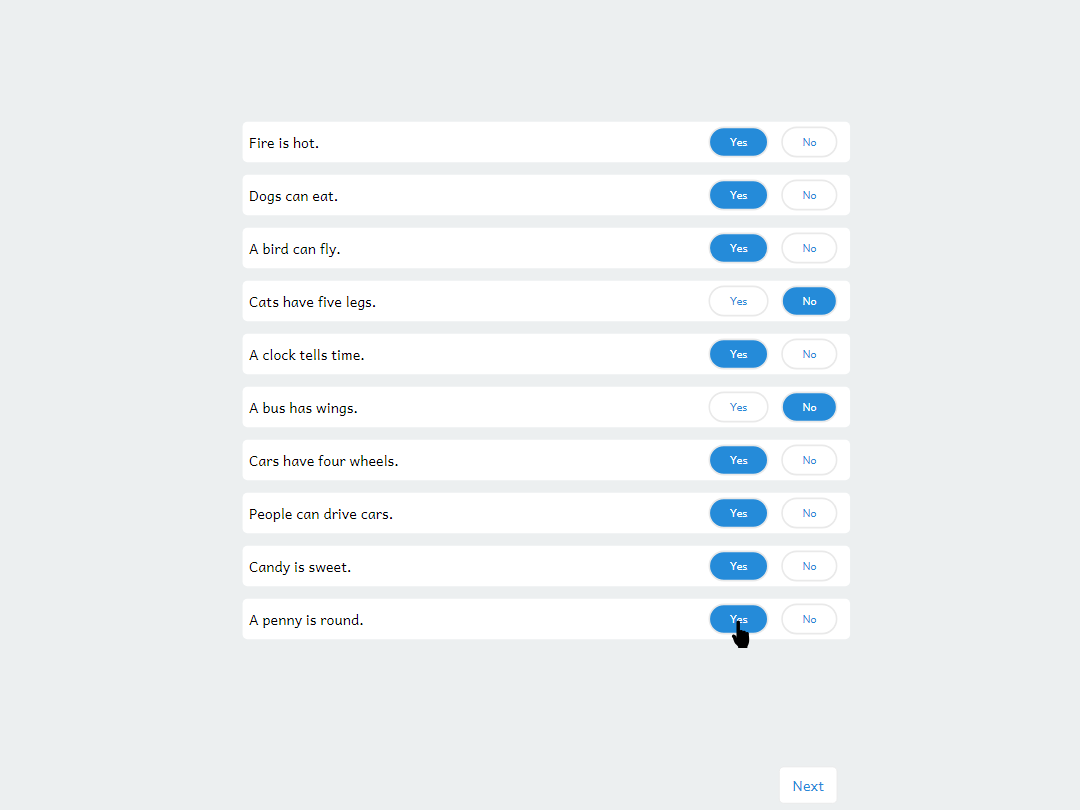 Fire is hot. Yes No
Dogs can eat. Yes No
A bird can fly. Yes No
Cats have five legs. Yes No
A clock tells time. Yes No
A bus has wings. Yes No
Cars have four wheels. Yes No
People can drive cars. Yes No
Candy is sweet. Yes No
A penny is round. Yes No
Next